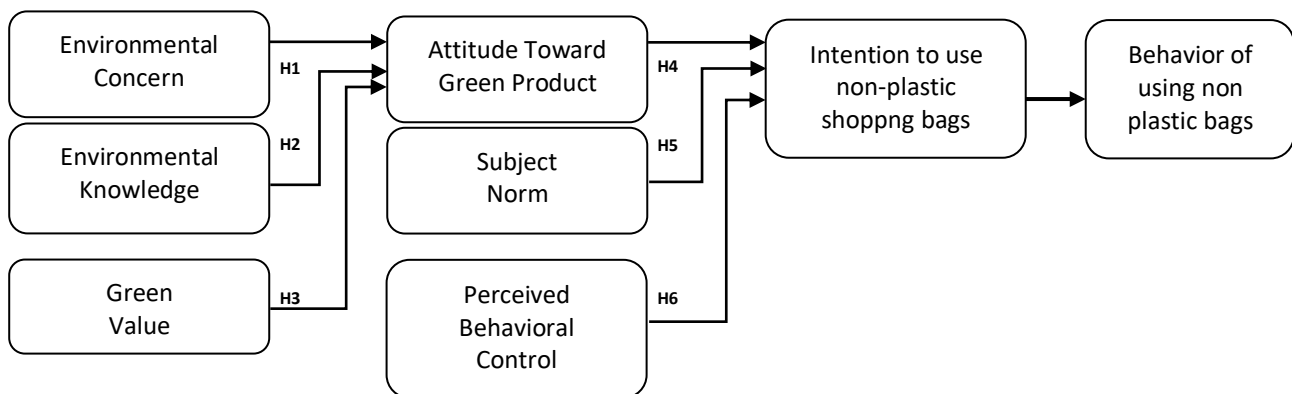 Environmental
Concern
H1
Attitude Toward
Green Product
H4
Intention to use
non-plastic
shoppng bags
Behavior of
using non
plastic bags
Environmental
Knowledge
H2
Subject
Norm
H5
Green
Value
H3
Perceived
Behavioral
Control
H6